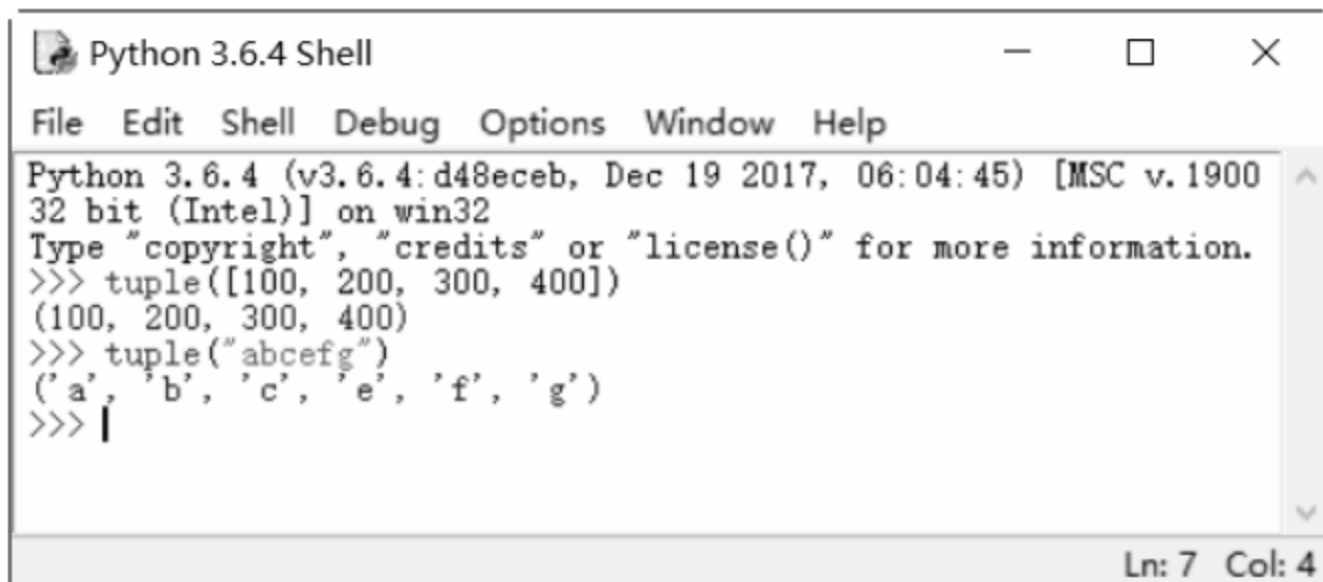 Python 3.6.4 Shell
File Edit Shell Debug Options Window Help
Python 3.6.4 (v3.6.4:d48eceb, Dec 19 2017, 06:04:45) [MSC v.1900
32 bit (Intel)] on win32
Type "copyright", "credits" or "license()" for more information.
>>> tuple([100, 200, 300, 400])
(100, 200, 300, 400)
>>> tuple("abcefg")
('a', 'b', 'c', 'e', 'f', 'g')
>>>
Ln: 7 Col: 4